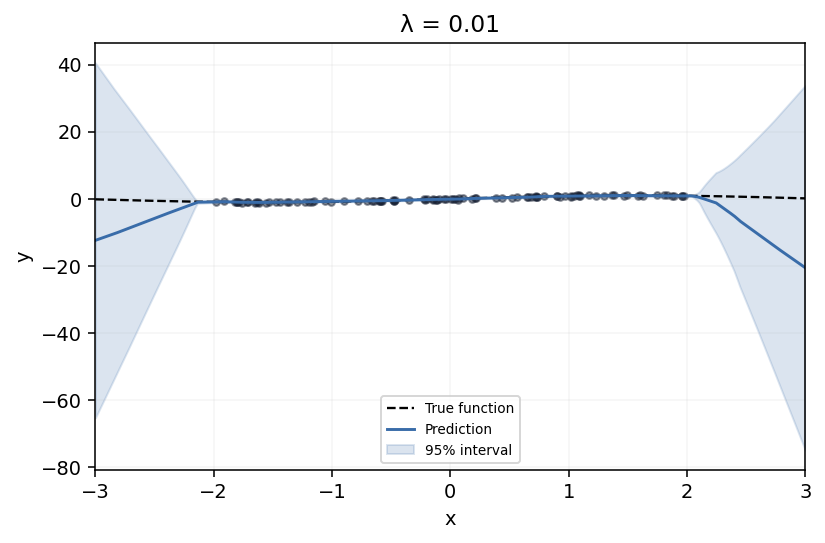 λ = 0.01
y
40
20
0
−20
−40
−60
−80
True function
Prediction
95% interval
−3 −2 −1 0 1 2 3
x